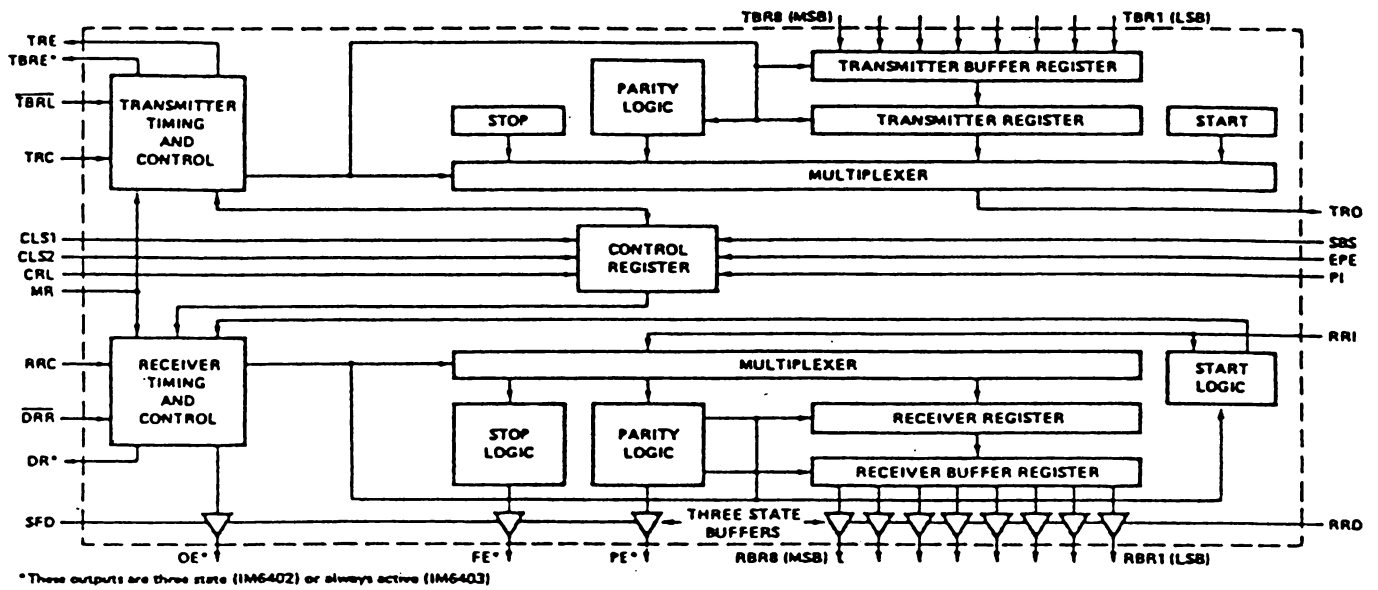 TBR8 (MSB)
TBR1 (LSB)
TRE
TBRE*
TBRL
TRC
TRANSMITTER
TIMING
AND
CONTROL
STOP
PARITY
LOGIC
TRANSMITTER BUFFER REGISTER
TRANSMITTER REGISTER
START
MULTIPLEXER
TRO
CLS1
CLS2
CRL
MR
CONTROL
REGISTER
SBS
EPE
PI
RRI
RRC
DRR
DR*
RECEIVER
TIMING
AND
CONTROL
MULTIPLEXER
START
LOGIC
STOP
LOGIC
PARITY
LOGIC
RECEIVER REGISTER
RECEIVER BUFFER REGISTER
SFD
THREE STATE
BUFFERS
RRD
OE*
FE*
PE*
RBR8 (MSB)
RBR1 (LSB)
*These outputs are three state (IM6402) or always active (IM6403)